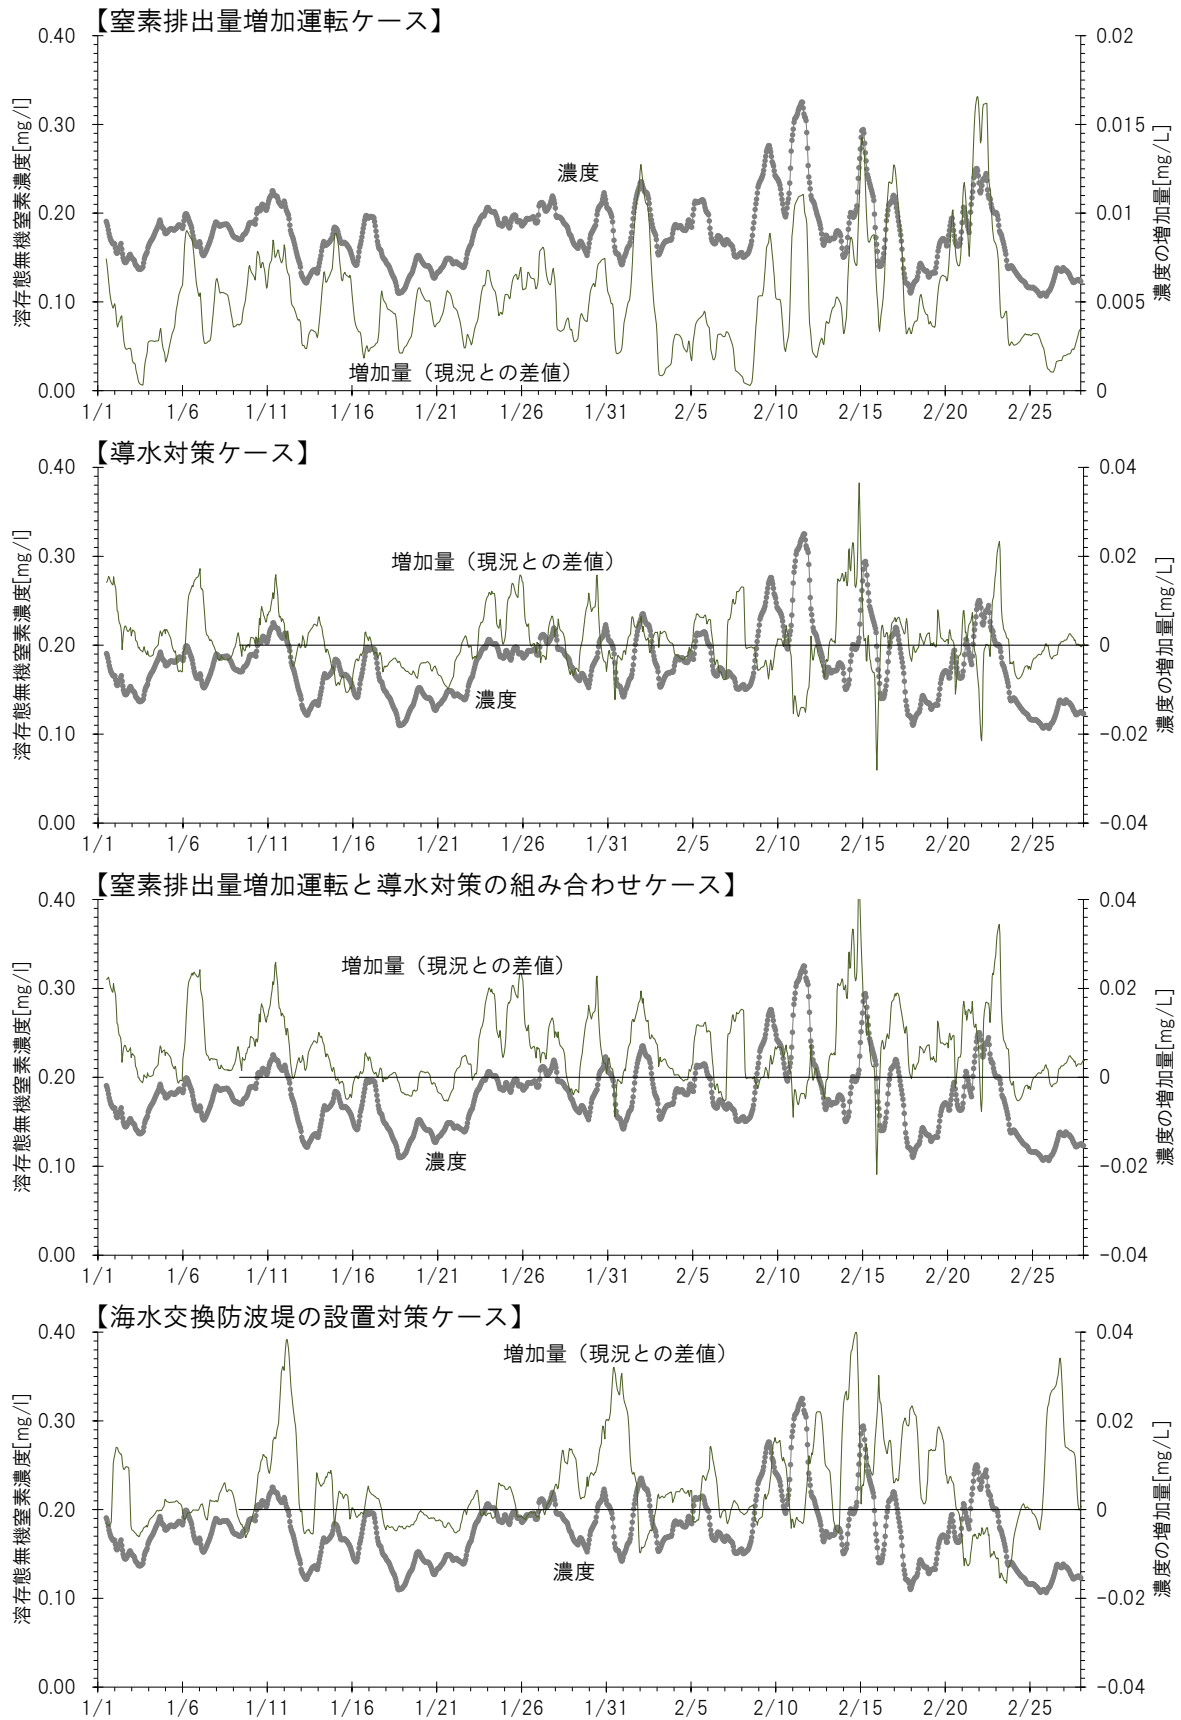 【窒素排出量増加運転ケース】
溶存態無機窒素濃度[mg/l]
0.40
0.30
0.20
0.10
0.00
濃度
増加量（現況との差値）
0.02
0.015
0.01
0.005
0
濃度の増加量[mg/L]
1/1 1/6 1/11 1/16 1/21 1/26 1/31 2/5 2/10 2/15 2/20 2/25
【導水対策ケース】
溶存態無機窒素濃度[mg/l]
0.40
0.30
0.20
0.10
0.00
増加量（現況との差値）
濃度
0.04
0.02
0
-0.02
-0.04
濃度の増加量[mg/L]
1/1 1/6 1/11 1/16 1/21 1/26 1/31 2/5 2/10 2/15 2/20 2/25
【窒素排出量増加運転と導水対策の組み合わせケース】
溶存態無機窒素濃度[mg/l]
0.40
0.30
0.20
0.10
0.00
増加量（現況との差値）
濃度
0.04
0.02
0
-0.02
-0.04
濃度の増加量[mg/L]
1/1 1/6 1/11 1/16 1/21 1/26 1/31 2/5 2/10 2/15 2/20 2/25
【海水交換防波堤の設置対策ケース】
溶存態無機窒素濃度[mg/l]
0.40
0.30
0.20
0.10
0.00
増加量（現況との差値）
濃度
0.04
0.02
0
-0.02
-0.04
濃度の増加量[mg/L]
1/1 1/6 1/11 1/16 1/21 1/26 1/31 2/5 2/10 2/15 2/20 2/25